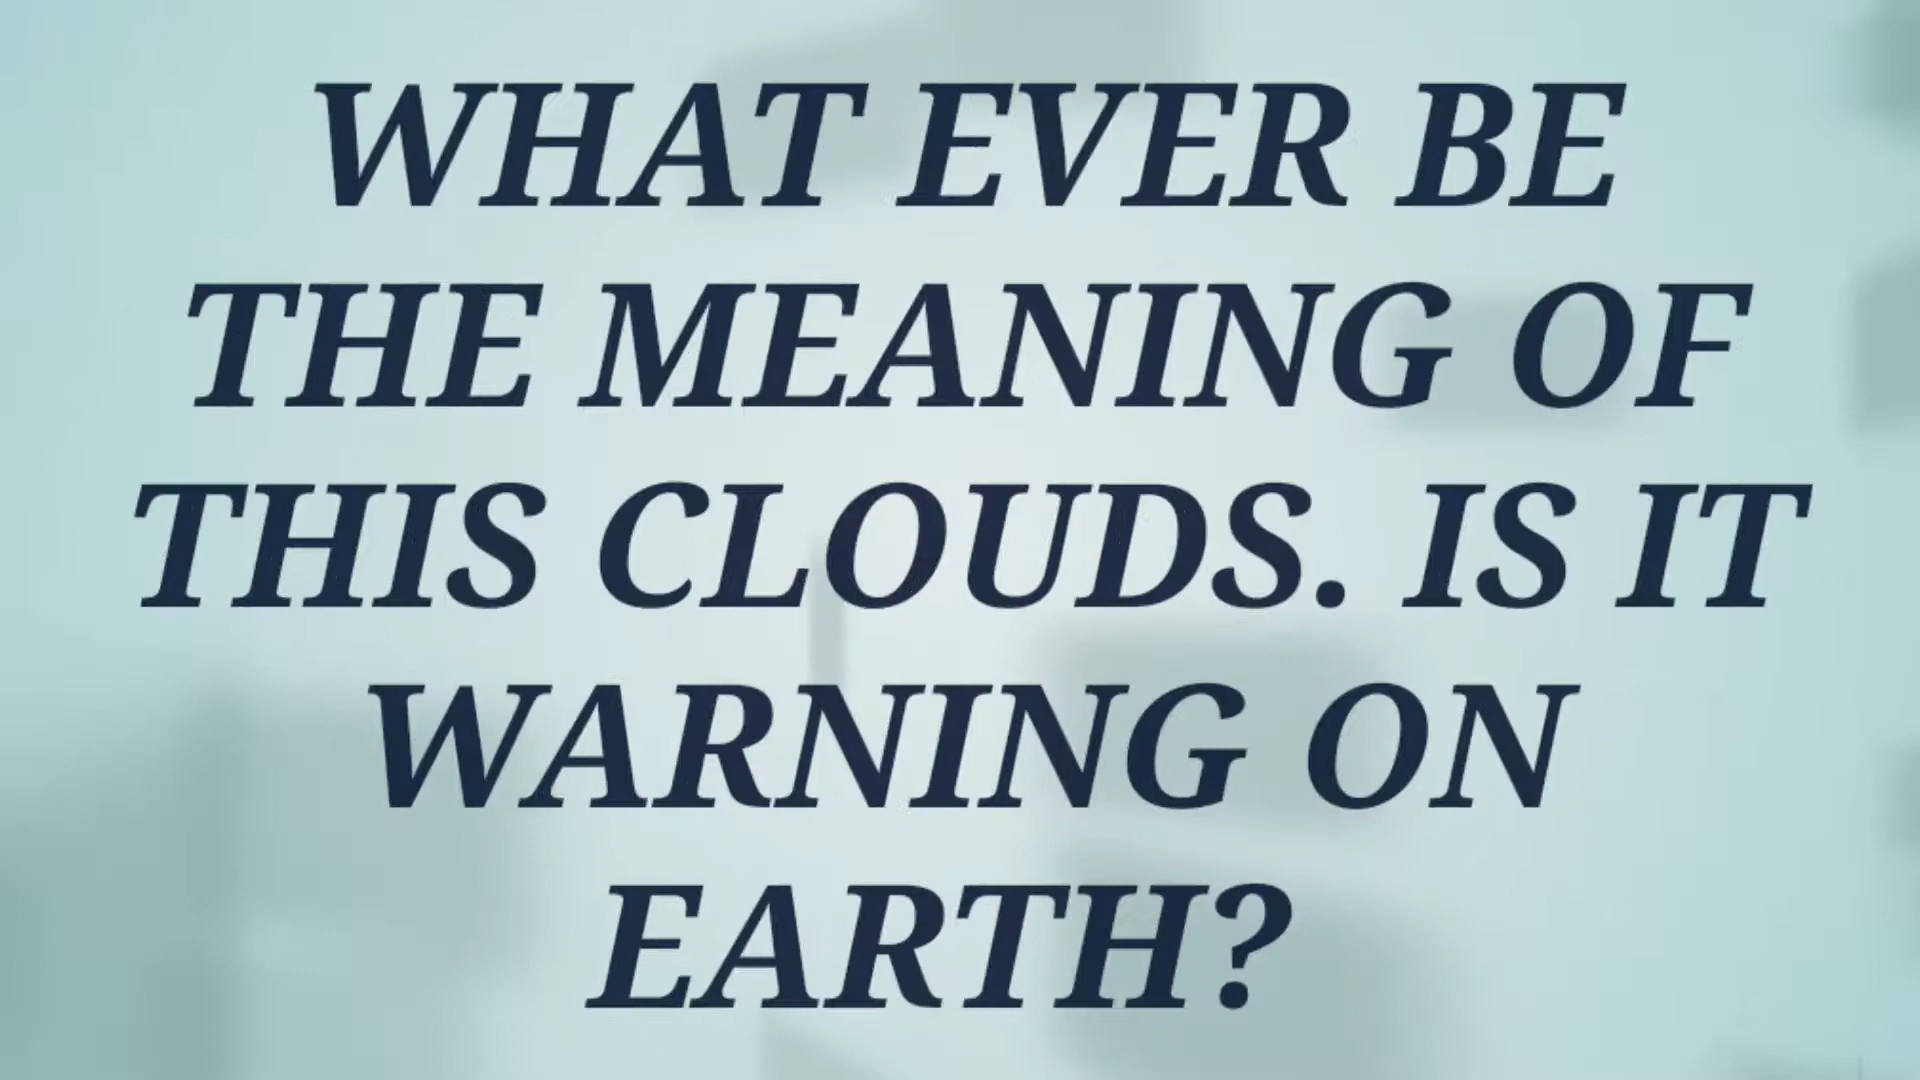 WHAT EVER BE
THE MEANING OF
THIS CLOUDS. IS IT
WARNING ON
EARTH?